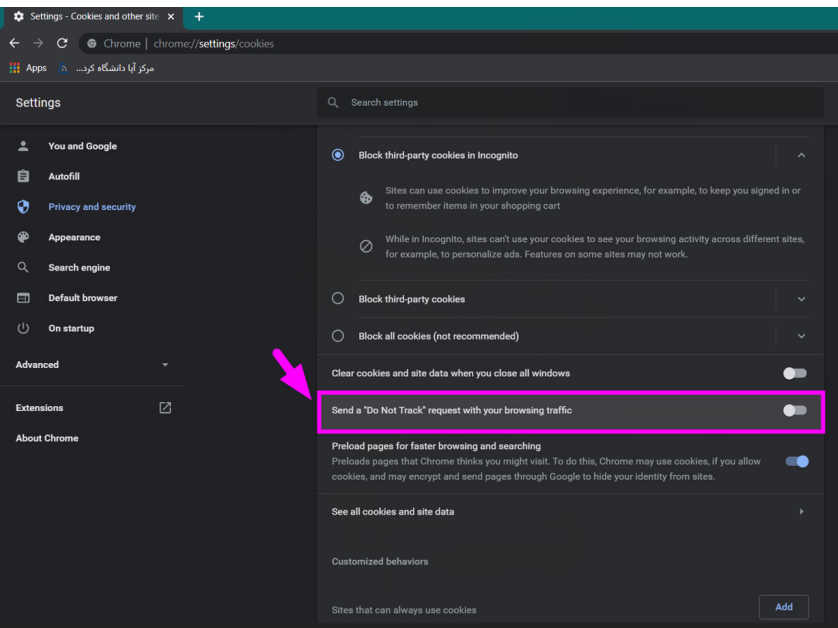 Settings - Cookies and other site
Chrome | chrome://settings/cookies
Apps
مرکز آپا دانشگاه کرد...
Settings
Search settings
You and Google
Autofill
Privacy and security
Appearance
Search engine
Default browser
On startup
Advanced
Extensions
About Chrome
Block third-party cookies in Incognito
Sites can use cookies to improve your browsing experience, for example, to keep you signed in or
to remember items in your shopping cart
While in Incognito, sites can't use your cookies to see your browsing activity across different sites,
for example, to personalize ads. Features on some sites may not work.
Block third-party cookies
Block all cookies (not recommended)
Clear cookies and site data when you close all windows
Send a "Do Not Track" request with your browsing traffic
Preload pages for faster browsing and searching
Preloads pages that Chrome thinks you might visit. To do this, Chrome may use cookies, if you allow
cookies, and may encrypt and send pages through Google to hide your identity from sites.
See all cookies and site data
Customized behaviors
Sites that can always use cookies
Add